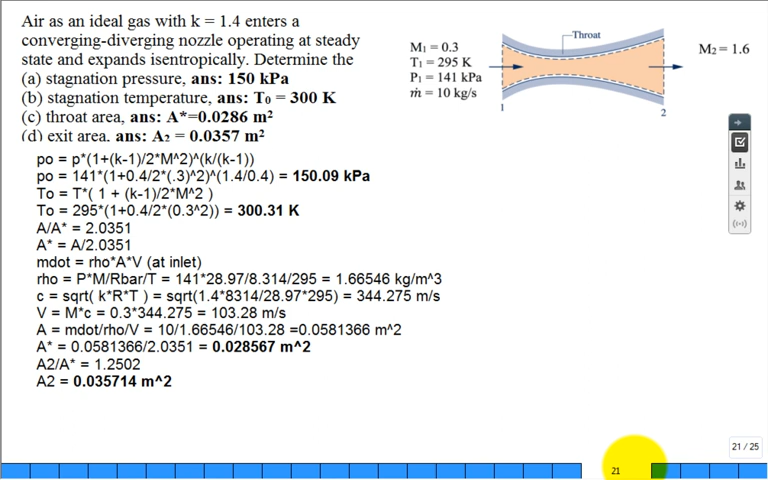 Air as an ideal gas with k = 1.4 enters a
converging-diverging nozzle operating at steady
state and expands isentropically. Determine the
(a) stagnation pressure, ans: 150 kPa
(b) stagnation temperature, ans: T₀ = 300 K
(c) throat area, ans: A*=0.0286 m²
(d) exit area, ans: A₂ = 0.0357 m²
M₁ = 0.3
T₁ = 295 K
P₁ = 141 kPa
ṁ = 10 kg/s
Throat
1
2
M₂ = 1.6
po = p*(1+(k-1)/2*M^2)^(k/(k-1))
po = 141*(1+0.4/2*(.3)^2)^(1.4/0.4) = 150.09 kPa
To = T*( 1 + (k-1)/2*M^2 )
To = 295*(1+0.4/2*(0.3^2)) = 300.31 K
A/A* = 2.0351
A* = A/2.0351
mdot = rho*A*V (at inlet)
rho = P*M/Rbar/T = 141*28.97/8.314/295 = 1.66546 kg/m^3
c = sqrt( k*R*T ) = sqrt(1.4*8314/28.97*295) = 344.275 m/s
V = M*c = 0.3*344.275 = 103.28 m/s
A = mdot/rho/V = 10/1.66546/103.28 =0.0581366 m^2
A* = 0.0581366/2.0351 = 0.028567 m^2
A2/A* = 1.2502
A2 = 0.035714 m^2
21 / 25
21